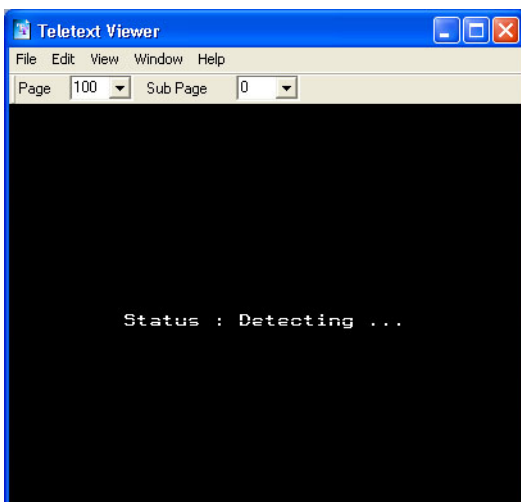 Teletext Viewer
File Edit View Window Help
Page 100 Sub Page 0
Status : Detecting ...